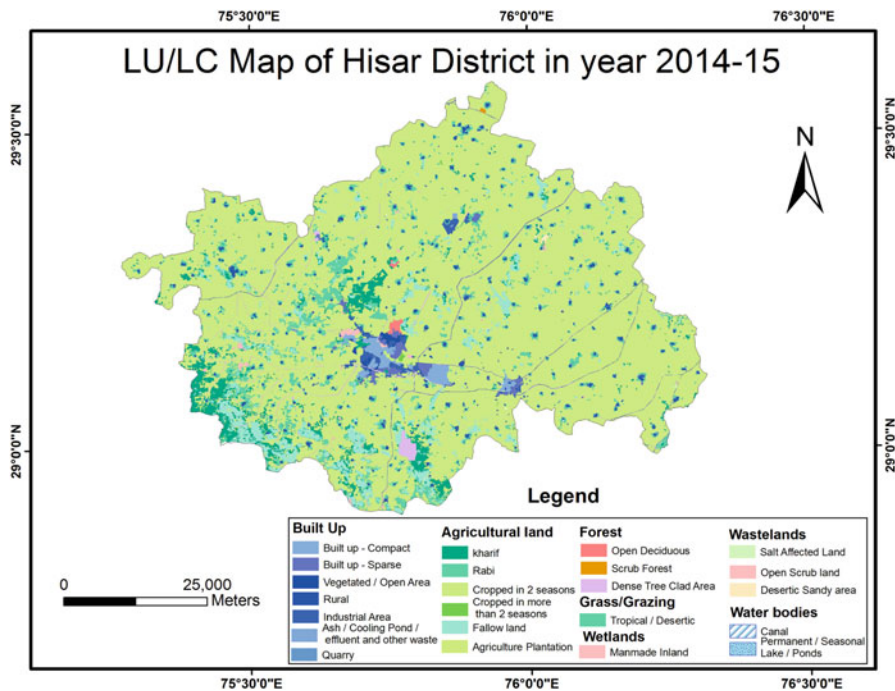 75°30'0"E 76°0'0"E 76°30'0"E
LU/LC Map of Hisar District in year 2014-15
29°30'0"N 29°30'0"N
N
29°0'0"N 29°0'0"N
Legend
Built Up
Built up - Compact
Built up - Sparse
Vegetated / Open Area
Rural
Industrial Area
Ash / Cooling Pond /
effluent and other waste
Quarry
Agricultural land
kharif
Rabi
Cropped in 2 seasons
Cropped in more
than 2 seasons
Fallow land
Agriculture Plantation
Forest
Open Deciduous
Scrub Forest
Dense Tree Clad Area
Grass/Grazing
Tropical / Desertic
Wetlands
Manmade Inland
Wastelands
Salt Affected Land
Open Scrub land
Desertic Sandy area
Water bodies
Canal
Permanent / Seasonal
Lake / Ponds
0 25,000
Meters
75°30'0"E 76°0'0"E 76°30'0"E